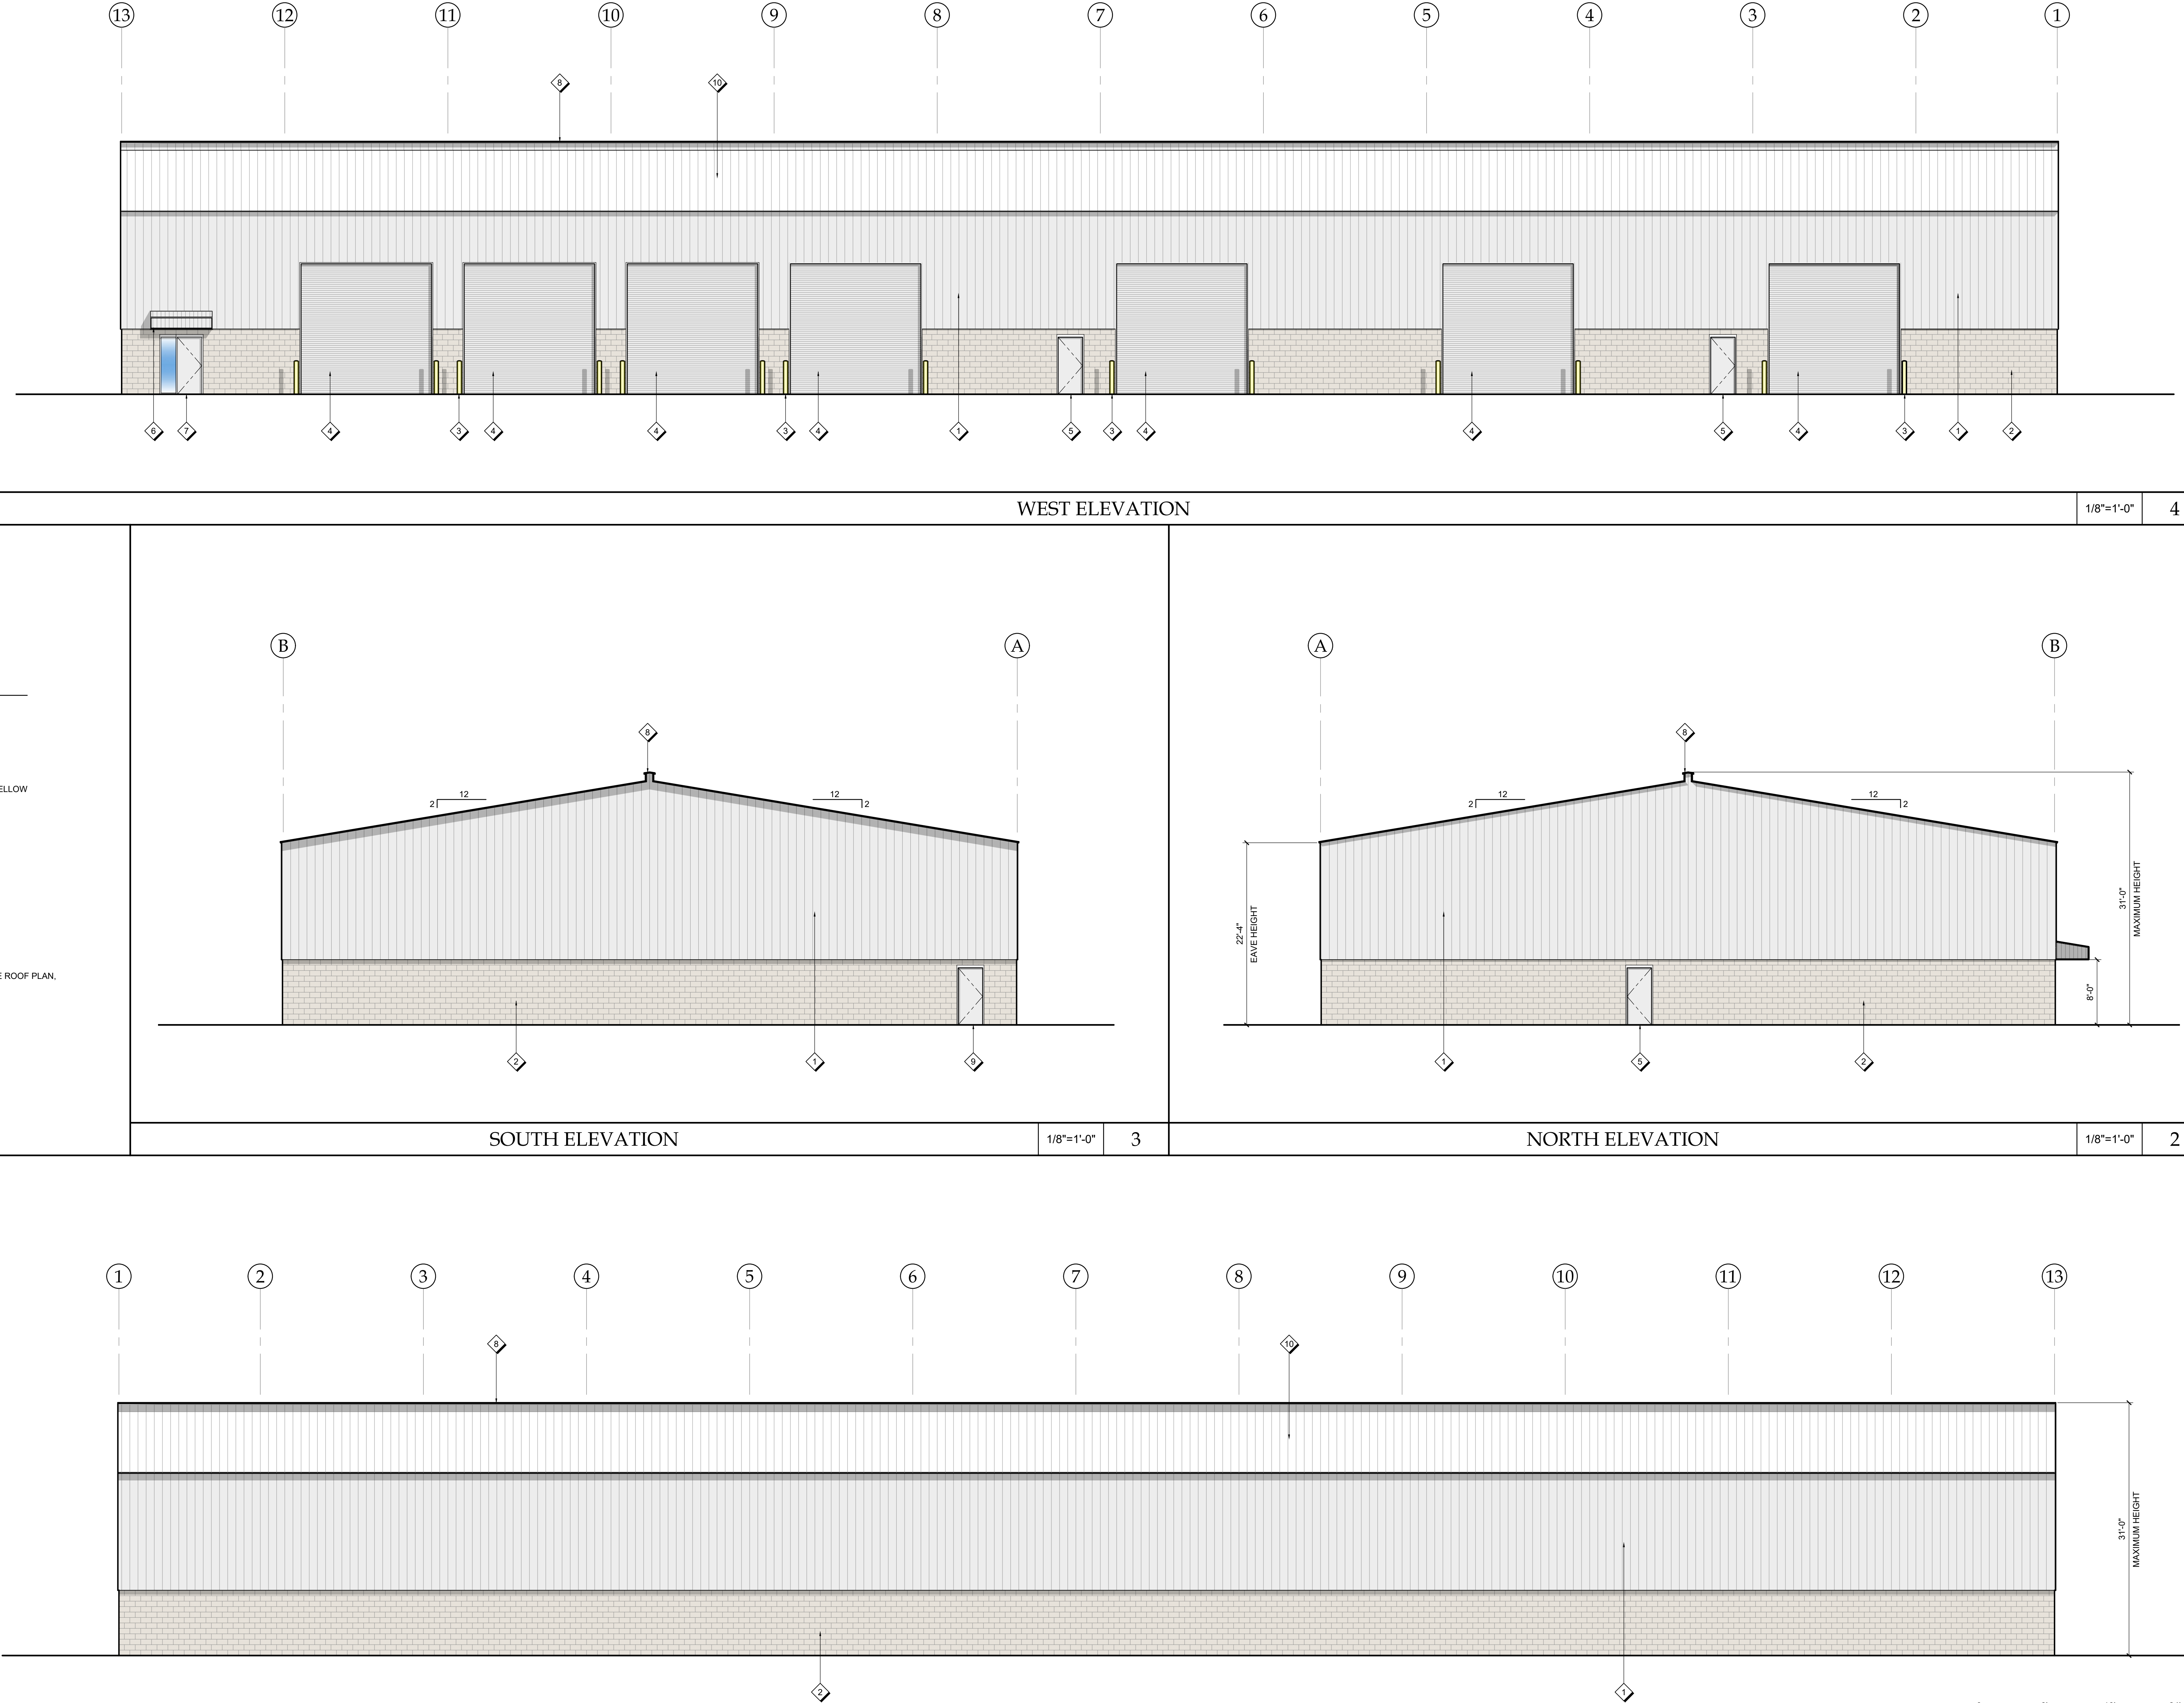 13 12 11 10 9 8 7 6 5 4 3 2 1
8 10
6 7 4 3 4 4 3 4 1 5 3 4 4 5 4 3 1 2
WEST ELEVATION 1/8"=1'-0" 4
B A
8
12 12
2 2
2 1 9
SOUTH ELEVATION 1/8"=1'-0" 3
A B
8
12 12
2 2
22'-4"
EAVE HEIGHT
31'-0"
MAXIMUM HEIGHT
8'-0"
1 5 2
NORTH ELEVATION 1/8"=1'-0" 2
ELLOW
E ROOF PLAN,
1 2 3 4 5 6 7 8 9 10 11 12 13
8 10
31'-0"
MAXIMUM HEIGHT
2 1